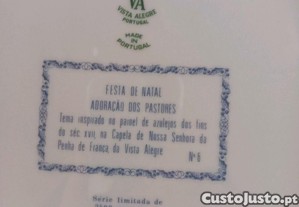 VA
VISTA ALEGRE
PORTUGAL
MADE IN
PORTUGAL
FESTA DE NATAL
ADORAÇÃO DOS PASTORES
Tema inspirado no painel de azulejos dos fins
do séc XVII na Capela de Nossa Senhora da
Penha de França da Vista Alegre
Nº 6
Série limitada de
CustoJusto.pt